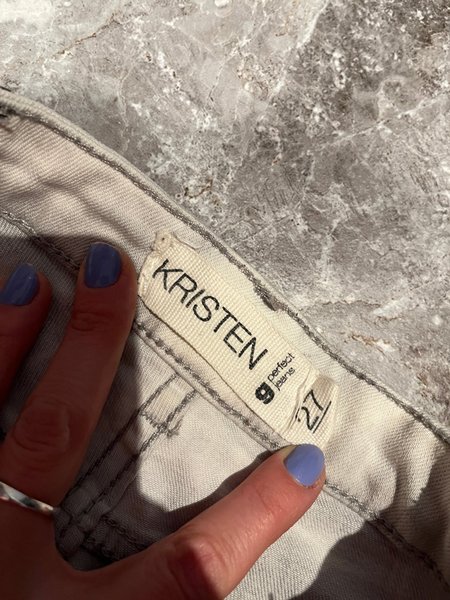 KRISTEN
g perfect
jeans
27